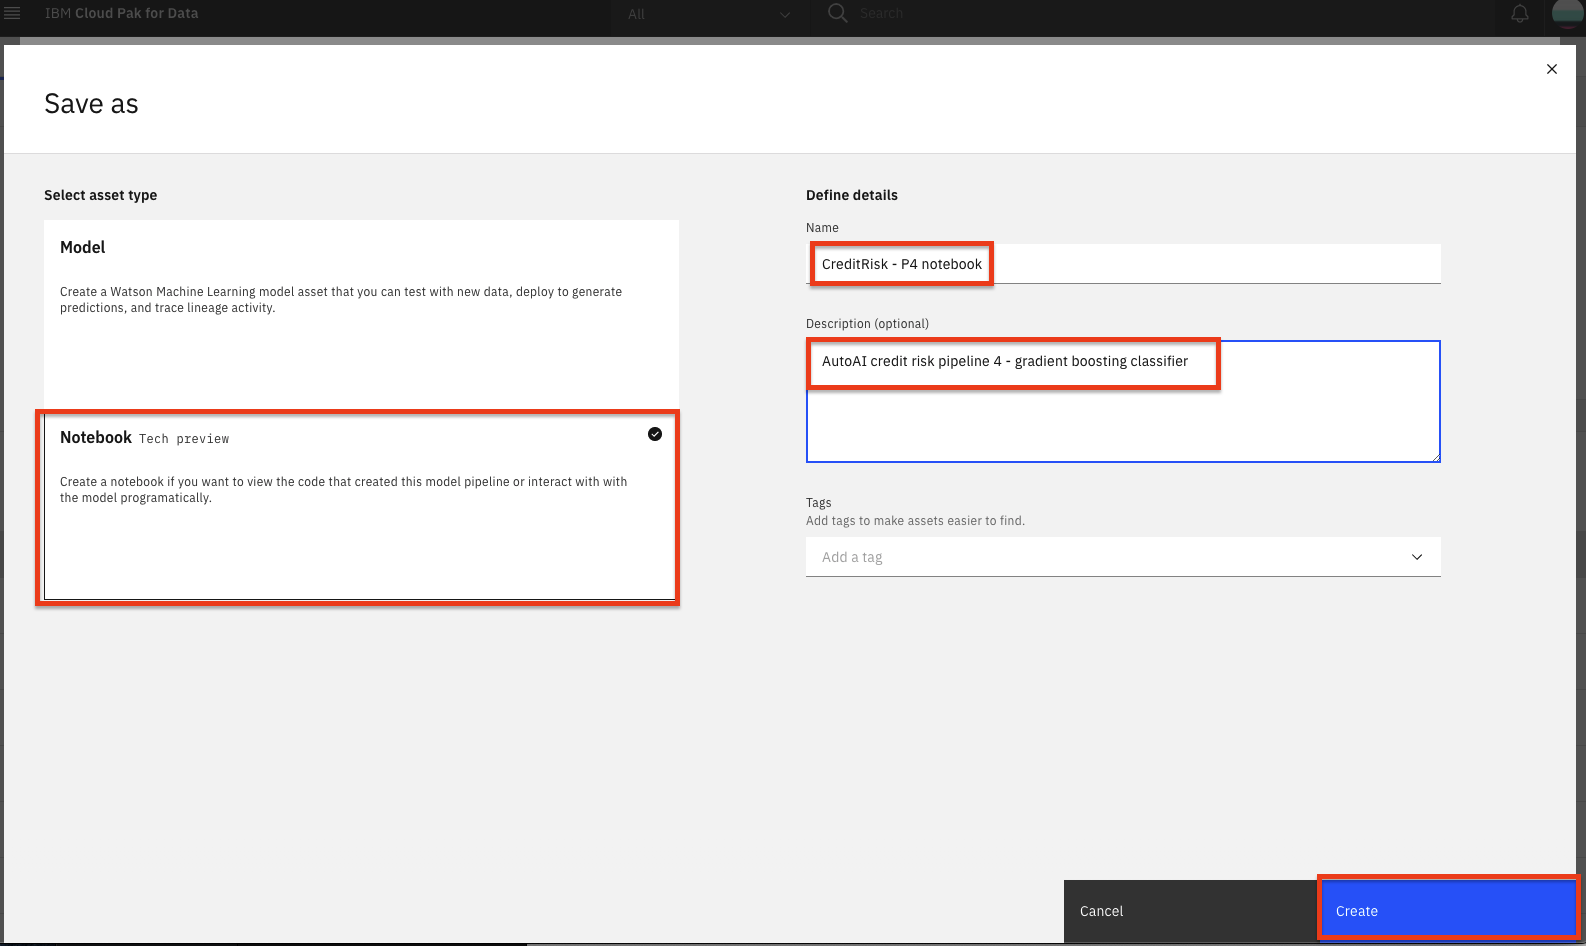 IBM Cloud Pak for Data
All
Search
Save as
Select asset type
Model
Create a Watson Machine Learning model asset that you can test with new data, deploy to generate
predictions, and trace lineage activity.
Notebook Tech preview
Create a notebook if you want to view the code that created this model pipeline or interact with with
the model programatically.
Define details
Name
CreditRisk - P4 notebook
Description (optional)
AutoAI credit risk pipeline 4 - gradient boosting classifier
Tags
Add tags to make assets easier to find.
Add a tag
Cancel
Create